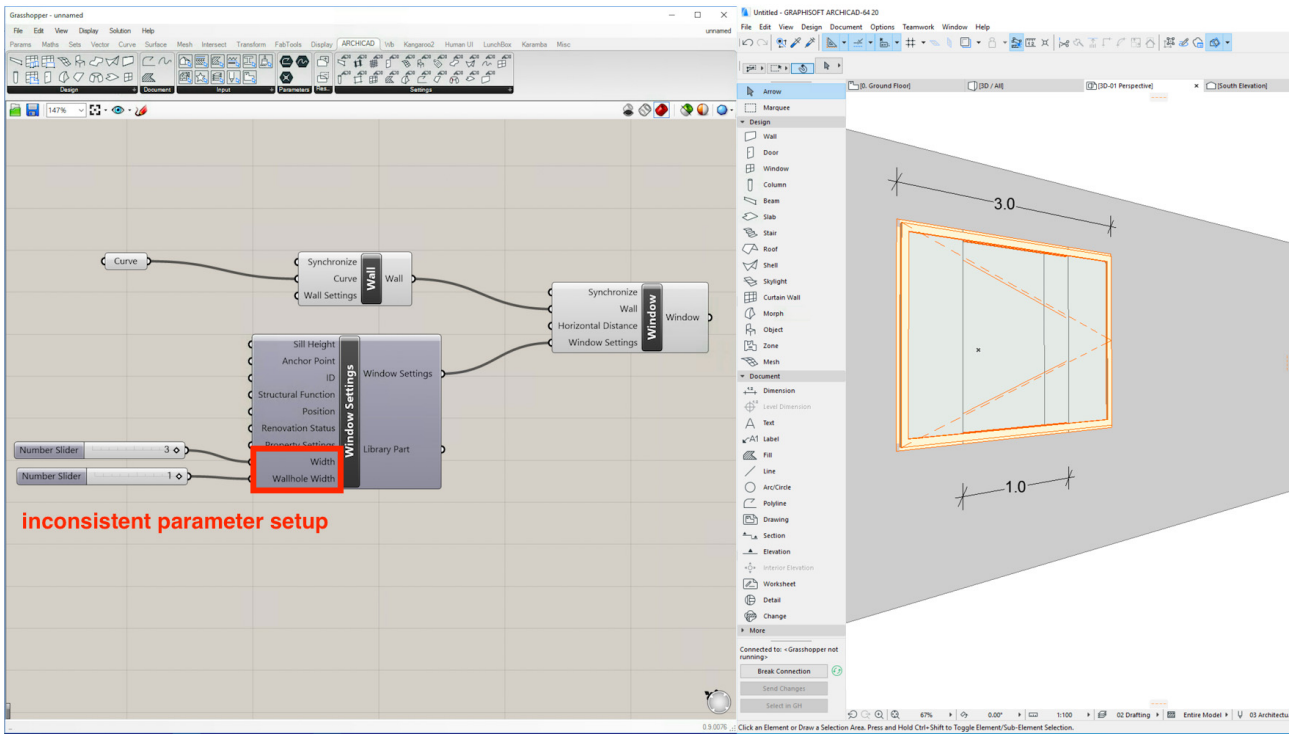 Grasshopper - unnamed
File Edit View Display Solution Help
unnamed
Params Maths Sets Vector Curve Surface Mesh Intersect Transform FabTools Display ARCHICAD Wb Kangaroo2 Human UI LunchBox Karamba Misc
Design Document Input Parameters Res.. Settings
147%
Curve
Synchronize
Curve
Wall Settings
Wall
Wall
Synchronize
Wall
Horizontal Distance
Window Settings
Window
Window
Sill Height
Anchor Point
ID
Structural Function
Position
Renovation Status
Property Settings
Width
Wallhole Width
Window Settings
Window Settings
Library Part
Number Slider 3
Number Slider 1
inconsistent parameter setup
0.9.0076
Untitled - GRAPHISOFT ARCHICAD-64 20
File Edit View Design Document Options Teamwork Window Help
[0. Ground Floor] [3D / All] [3D-01 Perspective] [South Elevation]
Arrow
Marquee
Design
Wall
Door
Window
Column
Beam
Slab
Stair
Roof
Shell
Skylight
Curtain Wall
Morph
Object
Zone
Mesh
Document
Dimension
Level Dimension
Text
A1 Label
Fill
Line
Arc/Circle
Polyline
Drawing
Section
Elevation
Interior Elevation
Worksheet
Detail
Change
More
Connected to: <Grasshopper not
running>
Break Connection
Send Changes
Select in GH
3.0
1.0
67% 0.00° 1:100 02 Drafting Entire Model 03 Architectu
Click an Element or Draw a Selection Area. Press and Hold Ctrl+Shift to Toggle Element/Sub-Element Selection.